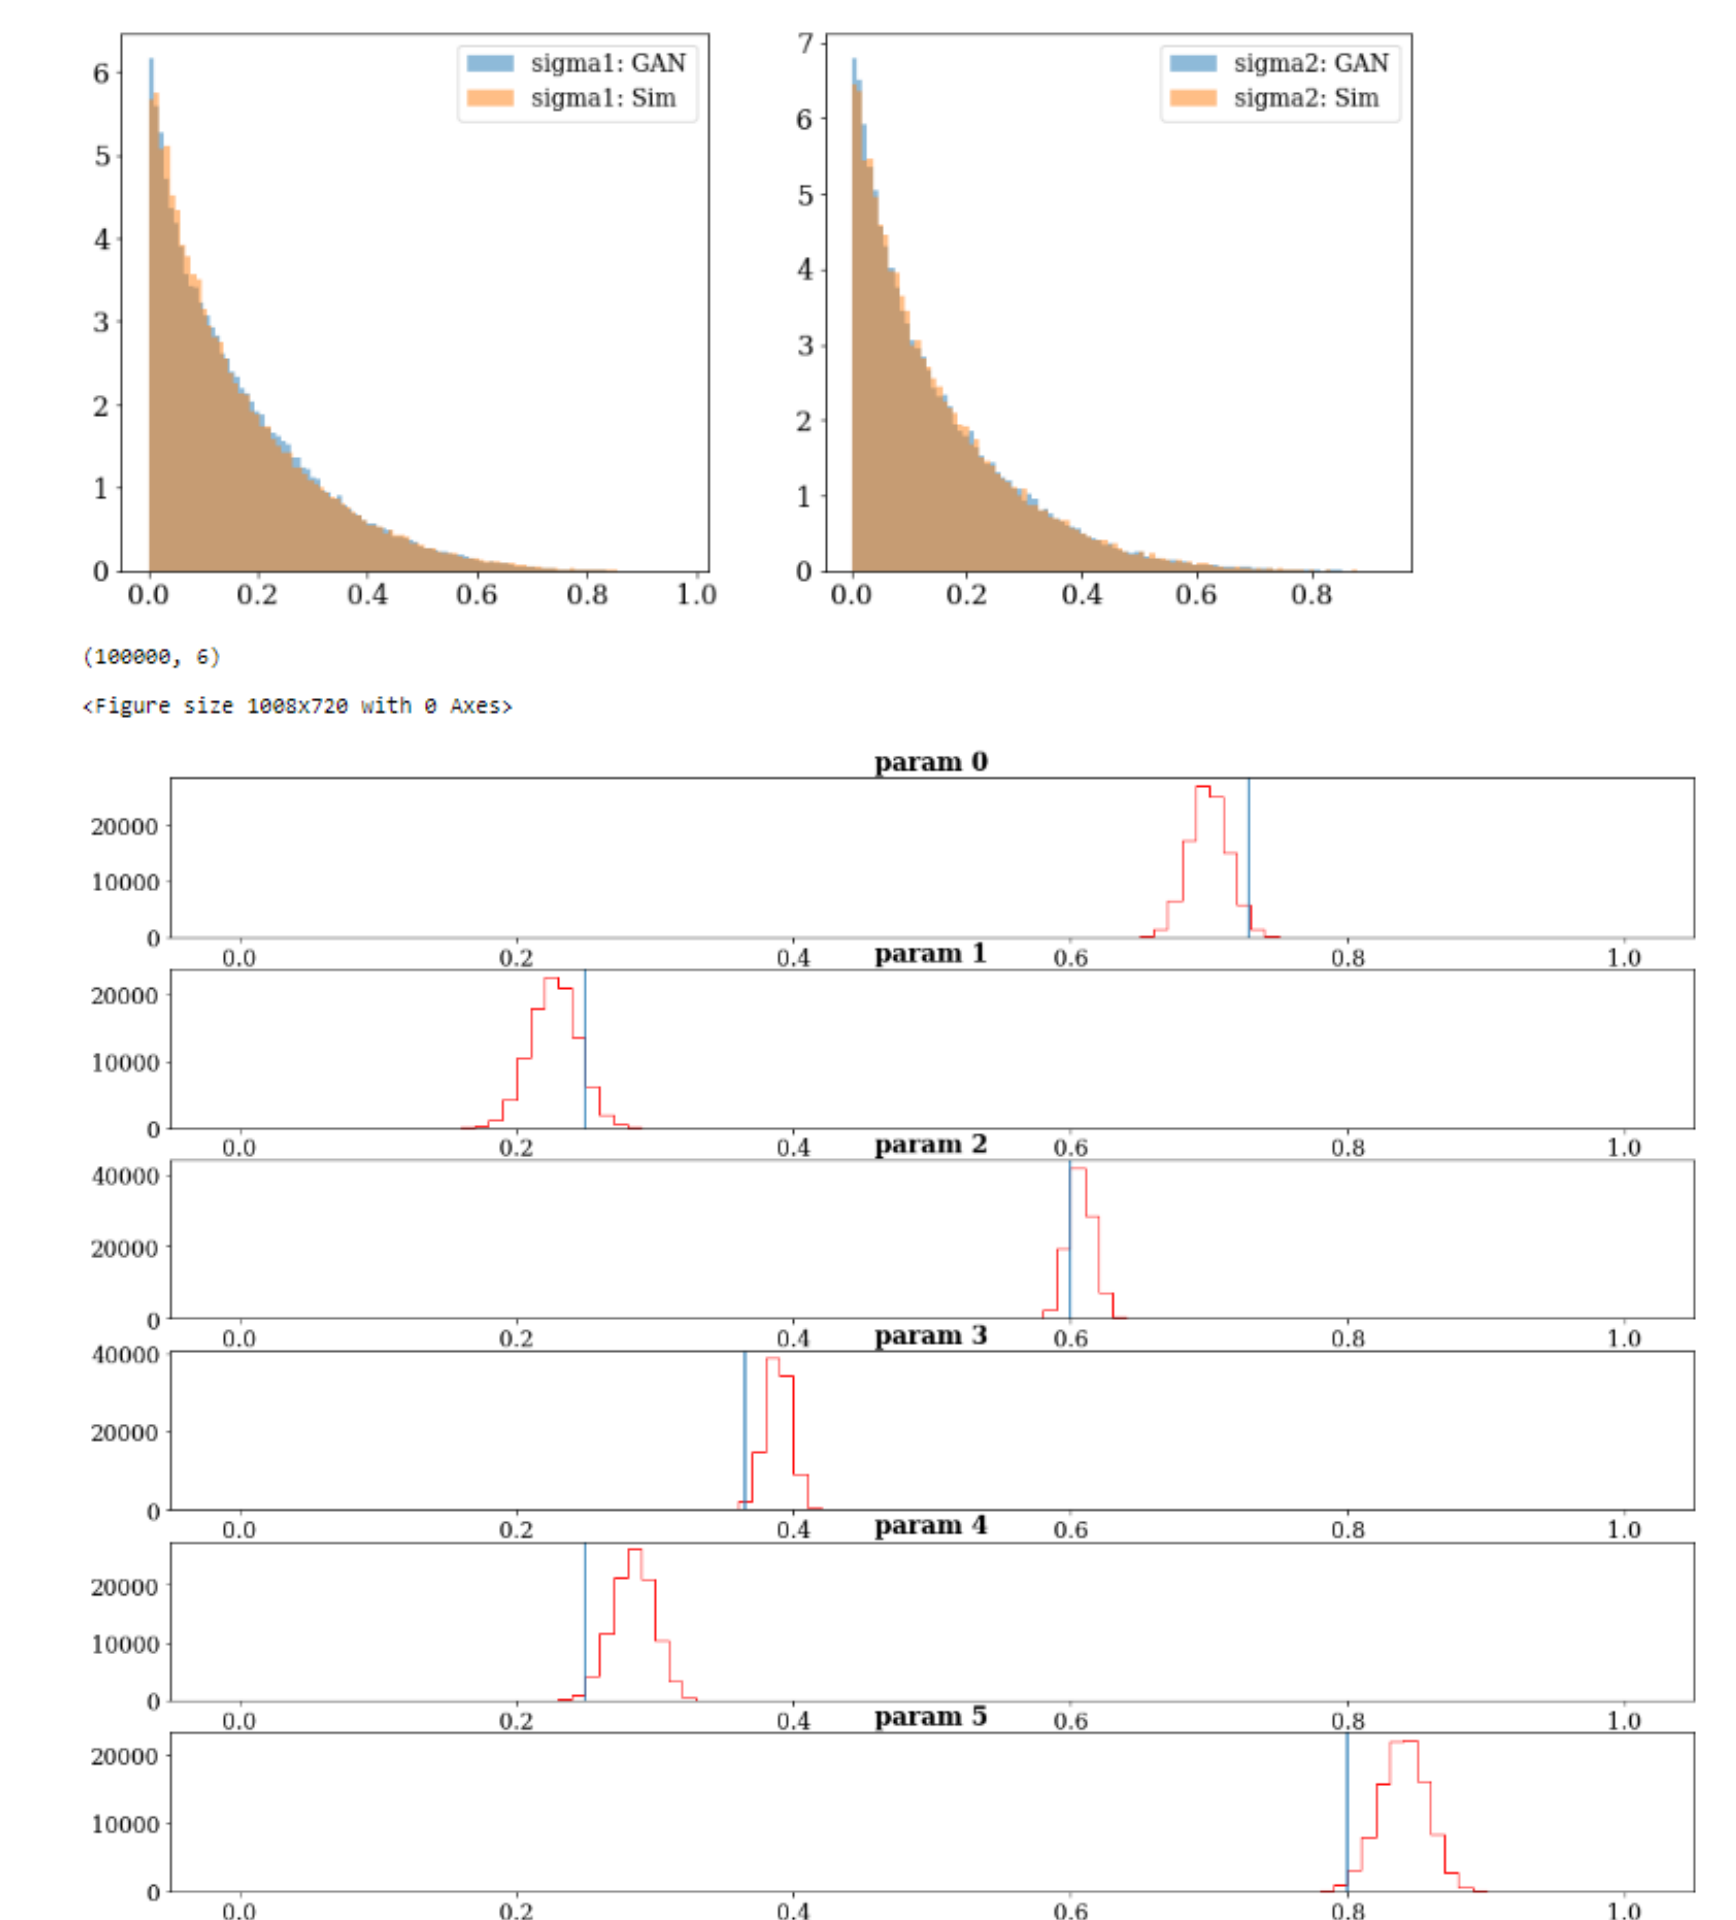 sigma1: GAN
sigma1: Sim
6
5
4
3
2
1
0
0.0 0.2 0.4 0.6 0.8 1.0
sigma2: GAN
sigma2: Sim
7
6
5
4
3
2
1
0
0.0 0.2 0.4 0.6 0.8
(100000, 6)
<Figure size 1008x720 with 0 Axes>
param 0
20000
10000
0
0.0 0.2 0.4 0.6 0.8 1.0
param 1
20000
10000
0
0.0 0.2 0.4 0.6 0.8 1.0
param 2
40000
20000
0
0.0 0.2 0.4 0.6 0.8 1.0
param 3
40000
20000
0
0.0 0.2 0.4 0.6 0.8 1.0
param 4
20000
10000
0
0.0 0.2 0.4 0.6 0.8 1.0
param 5
20000
10000
0
0.0 0.2 0.4 0.6 0.8 1.0